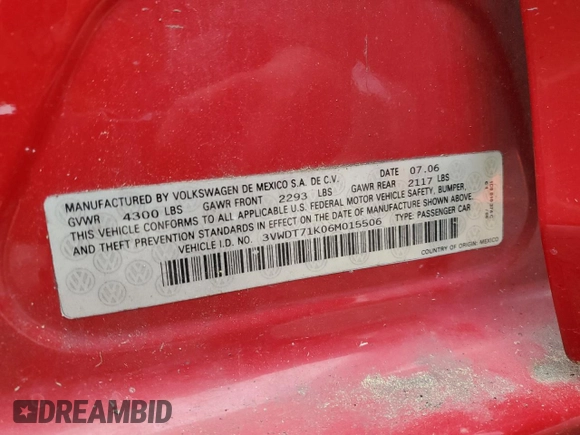 MANUFACTURED BY VOLKSWAGEN DE MEXICO S.A. DE C.V. DATE 07.06
GVWR 4300 LBS GAWR FRONT 2293 LBS GAWR REAR 2117 LBS
THIS VEHICLE CONFORMS TO ALL APPLICABLE U.S. FEDERAL MOTOR VEHICLE SAFETY, BUMPER,
AND THEFT PREVENTION STANDARDS IN EFFECT ON THE DATE OF MANUFACTURE SHOWN ABOVE.
VEHICLE I.D. NO. 3VWDT71K06M015506 TYPE: PASSENGER CAR
COUNTRY OF ORIGIN: MEXICO
DREAMBID